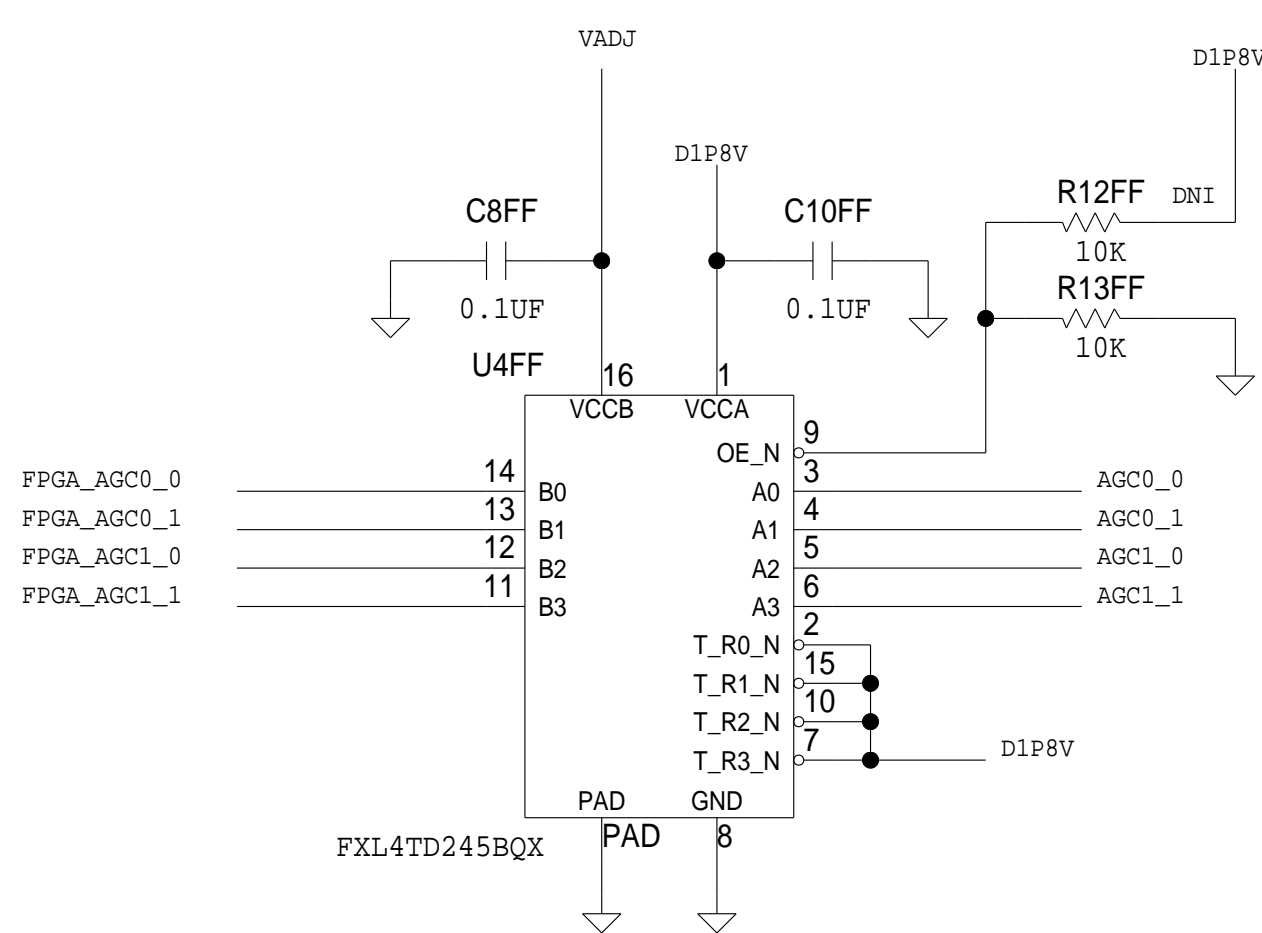 VADJ
D1P8V
D1P8V
R12FF DNI
C8FF
C10FF
10K
R13FF
0.1UF
0.1UF
10K
U4FF
16
1
VCCB
VCCA
9
OE_N
FPGA_AGC0_0
14
B0
A0
3
AGC0_0
FPGA_AGC0_1
13
B1
A1
4
AGC0_1
FPGA_AGC1_0
12
B2
A2
5
AGC1_0
FPGA_AGC1_1
11
B3
A3
6
AGC1_1
2
T_R0_N
15
T_R1_N
10
T_R2_N
7
T_R3_N
D1P8V
PAD
GND
FXL4TD245BQX
PAD
8